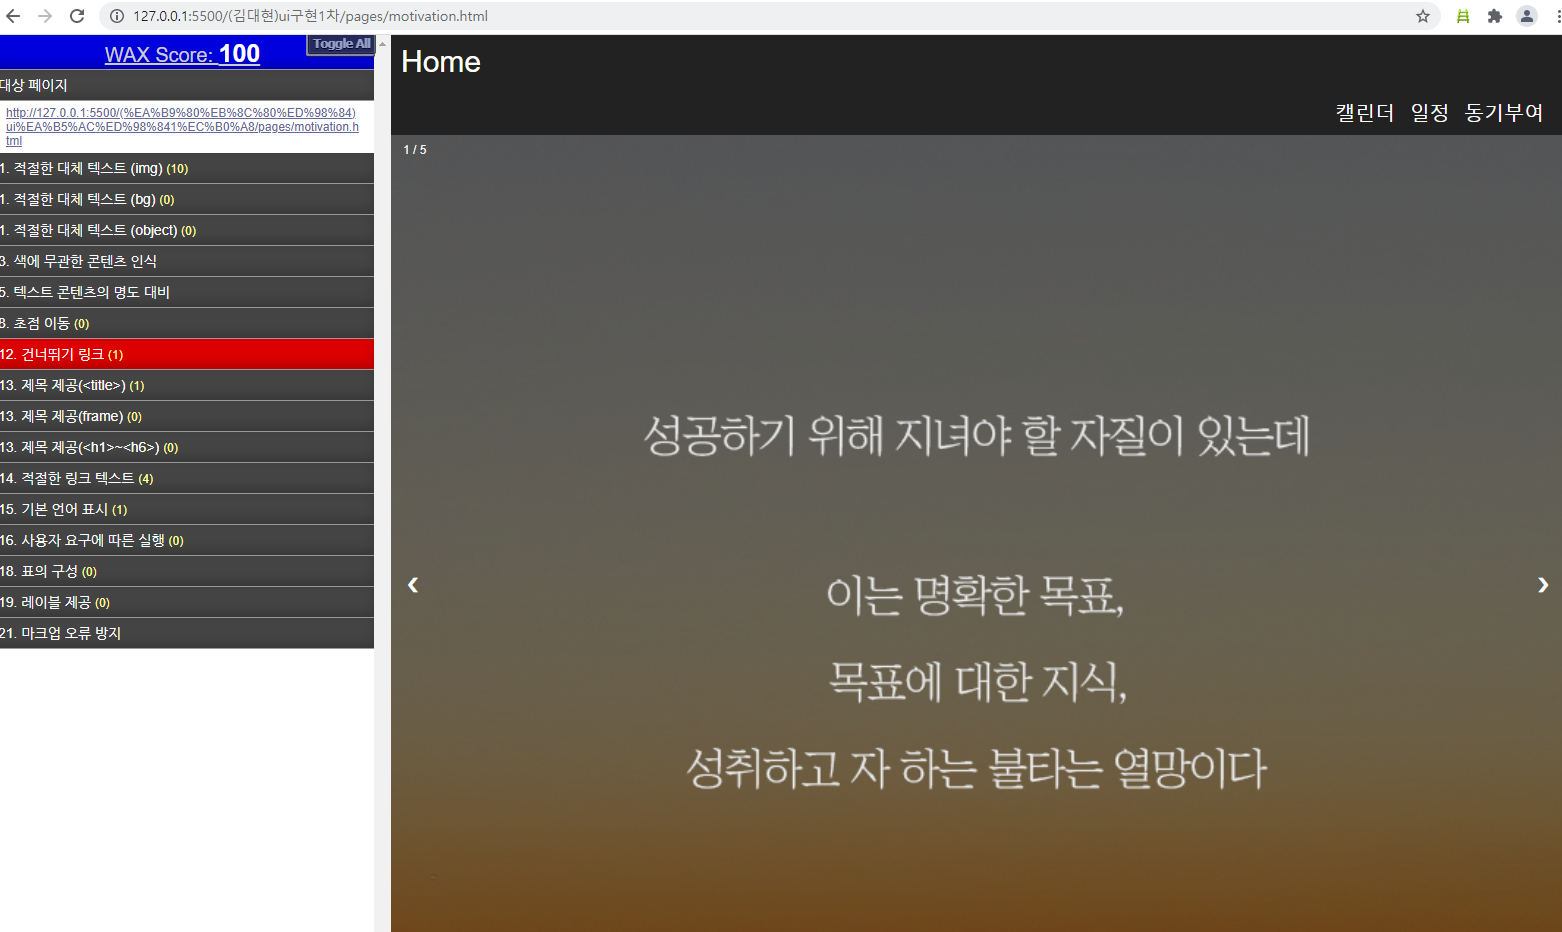 127.0.0.1:5500/(김대현)ui구현1차/pages/motivation.html
WAX Score: 100
Toggle All
대상 페이지
http://127.0.0.1:5500/(%EA%B9%80%EB%8C%80%ED%98%84)
ui%EA%B5%AC%ED%98%841%EC%B0%A8/pages/motivation.h
tml
1. 적절한 대체 텍스트 (img) (10)
1. 적절한 대체 텍스트 (bg) (0)
1. 적절한 대체 텍스트 (object) (0)
3. 색에 무관한 콘텐츠 인식
5. 텍스트 콘텐츠의 명도 대비
8. 초점 이동 (0)
12. 건너뛰기 링크 (1)
13. 제목 제공(<title>) (1)
13. 제목 제공(frame) (0)
13. 제목 제공(<h1>~<h6>) (0)
14. 적절한 링크 텍스트 (4)
15. 기본 언어 표시 (1)
16. 사용자 요구에 따른 실행 (0)
18. 표의 구성 (0)
19. 레이블 제공 (0)
21. 마크업 오류 방지
Home
캘린더 일정 동기부여
1 / 5
성공하기 위해 지녀야 할 자질이 있는데
이는 명확한 목표,
목표에 대한 지식,
성취하고 자 하는 불타는 열망이다
❮ ❯